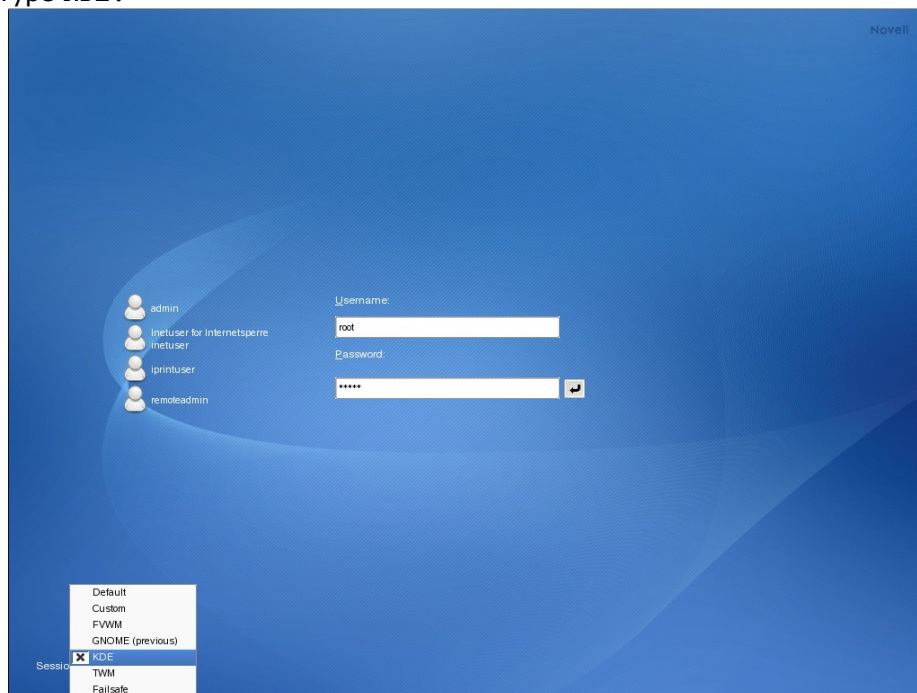 Novell
admin
Inetuser for Internetsperre
inetuser
iprintuser
remoteadmin
Username:
root
Password:
*****
Default
Custom
FVWM
GNOME (previous)
KDE
TWM
Failsafe